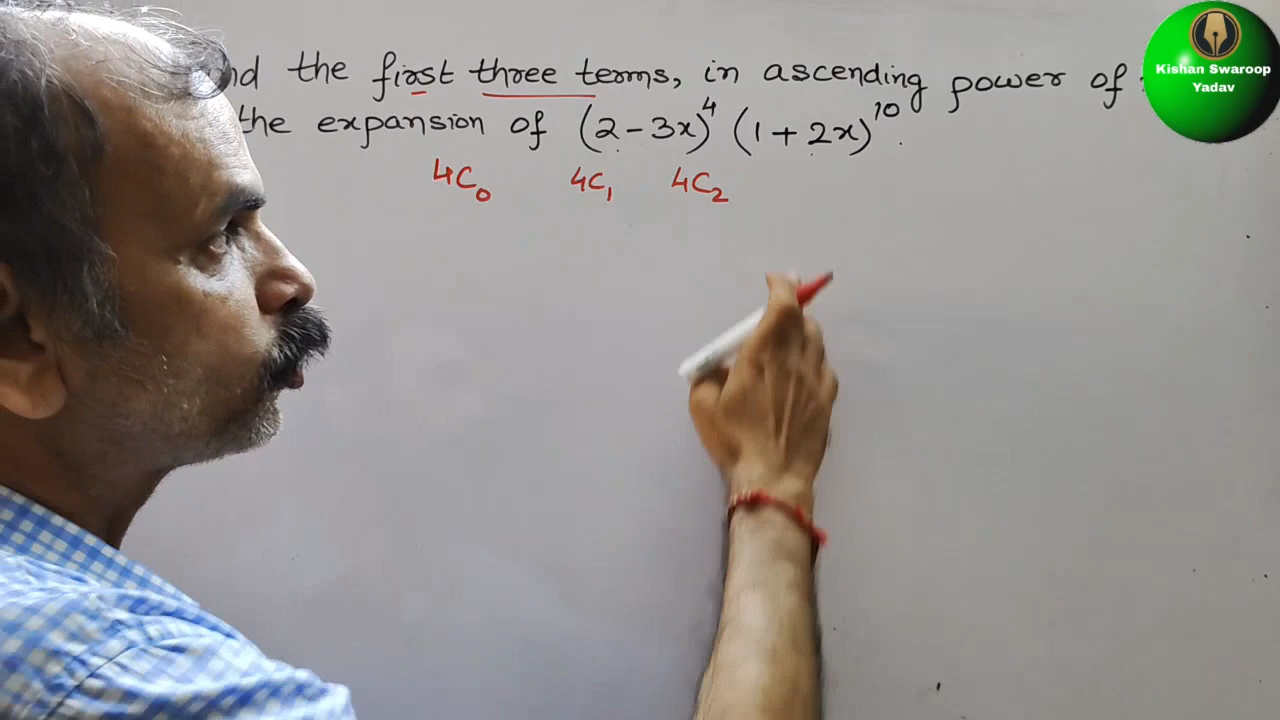 nd the first three terms, in ascending power of
the expansion of (2 - 3x)⁴ (1 + 2x)¹⁰.
4C₀ 4C₁ 4C₂
Kishan Swaroop
Yadav